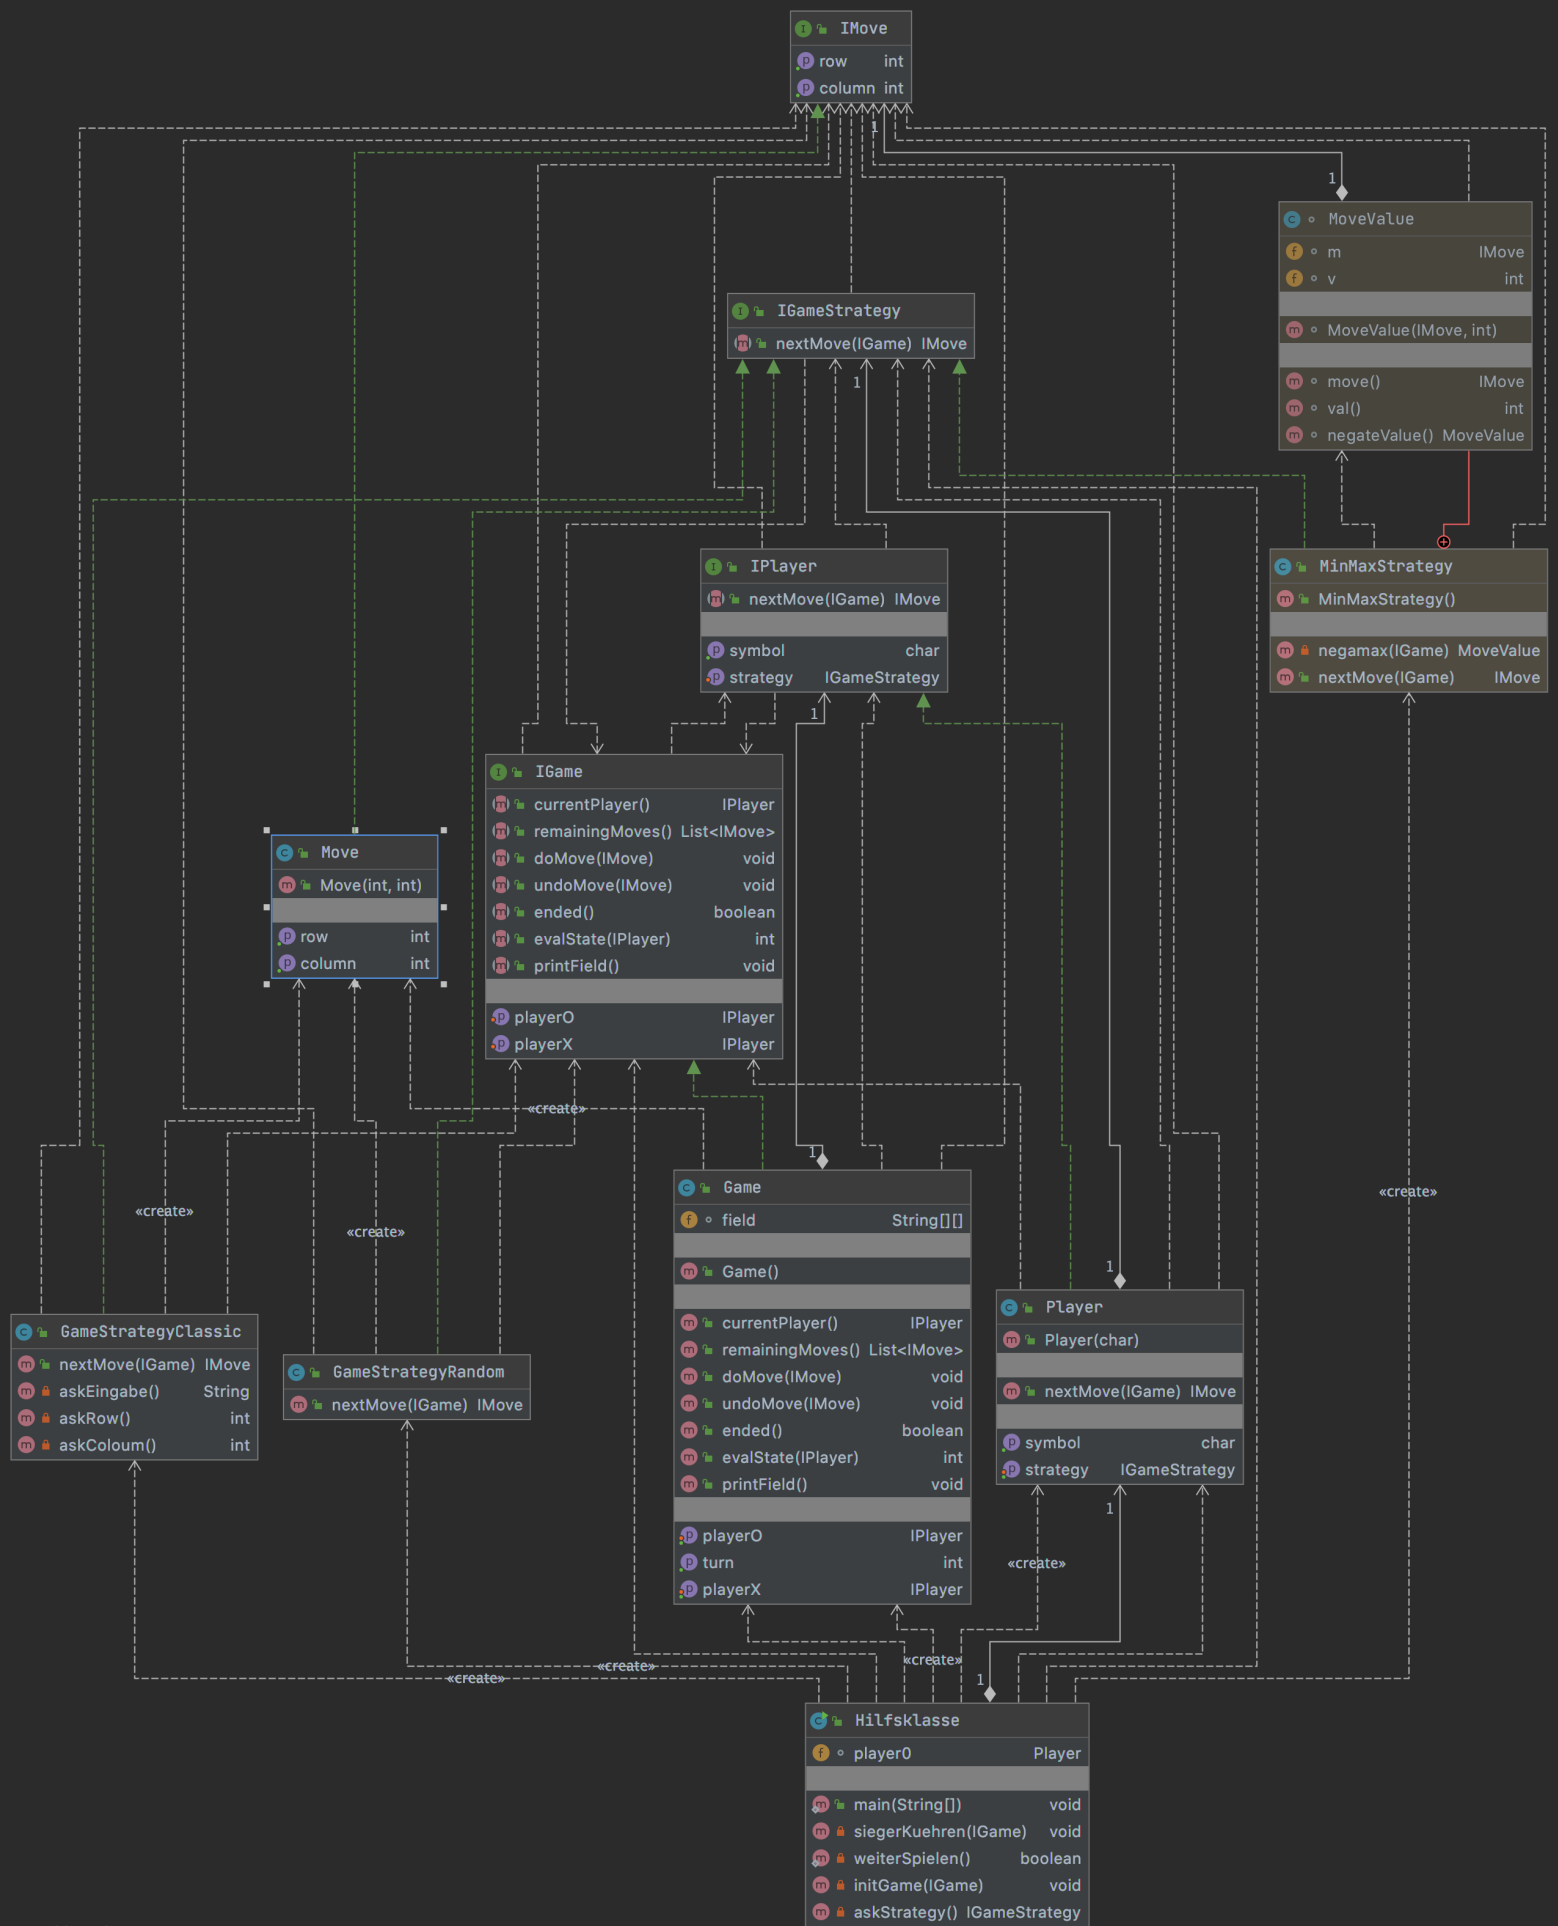 IMove
row int
column int
1
1
MoveValue
m IMove
v int
MoveValue(IMove, int)
move() IMove
val() int
negateValue() MoveValue
IGameStrategy
nextMove(IGame) IMove
1
IPlayer
nextMove(IGame) IMove
symbol char
strategy IGameStrategy
1
MinMaxStrategy
MinMaxStrategy()
negamax(IGame) MoveValue
nextMove(IGame) IMove
IGame
currentPlayer() IPlayer
remainingMoves() List<IMove>
doMove(IMove) void
undoMove(IMove) void
ended() boolean
evalState(IPlayer) int
printField() void
playerO IPlayer
playerX IPlayer
Move
Move(int, int)
row int
column int
«create»
«create»
«create»
«create»
1
Game
field String[][]
Game()
currentPlayer() IPlayer
remainingMoves() List<IMove>
doMove(IMove) void
undoMove(IMove) void
ended() boolean
evalState(IPlayer) int
printField() void
playerO IPlayer
turn int
playerX IPlayer
1
Player
Player(char)
nextMove(IGame) IMove
symbol char
strategy IGameStrategy
GameStrategyClassic
nextMove(IGame) IMove
askEingabe() String
askRow() int
askColoum() int
GameStrategyRandom
nextMove(IGame) IMove
1
«create»
«create»
«create»
«create»
1
Hilfsklasse
playerO Player
main(String[]) void
siegerKuehren(IGame) void
weiterSpielen() boolean
initGame(IGame) void
askStrategy() IGameStrategy